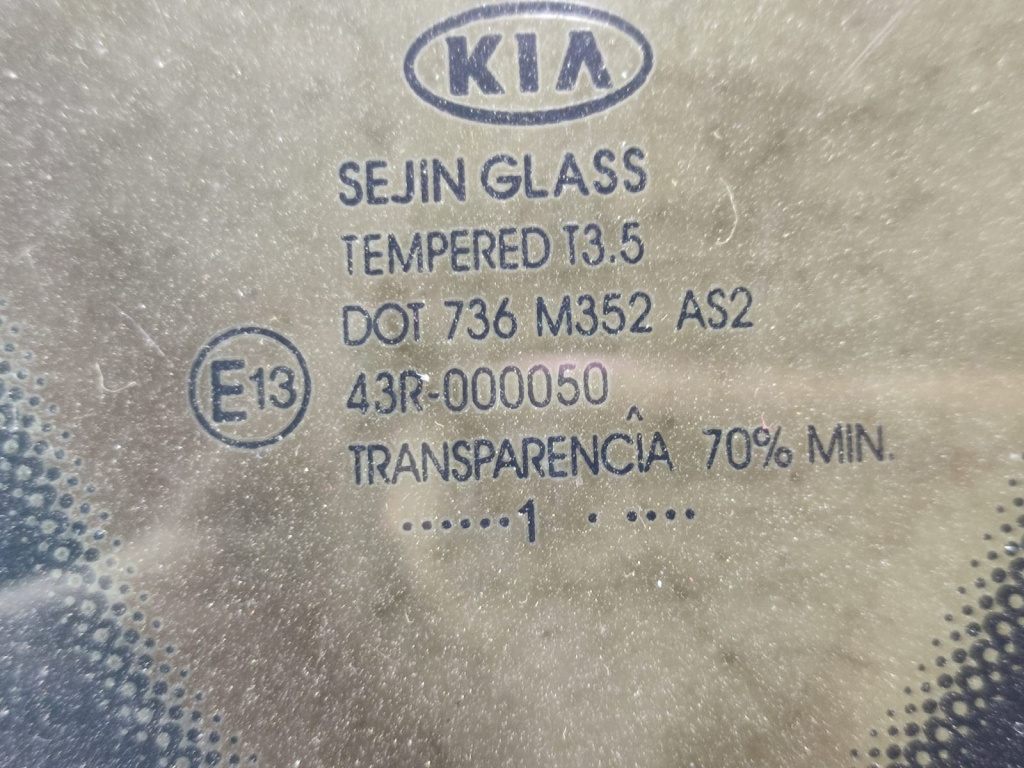 KIA
SEJIN GLASS
TEMPERED T3.5
DOT 736 M352 AS2
E13 43R-000050
TRANSPARENCÎA 70% MIN.
······1 · ····